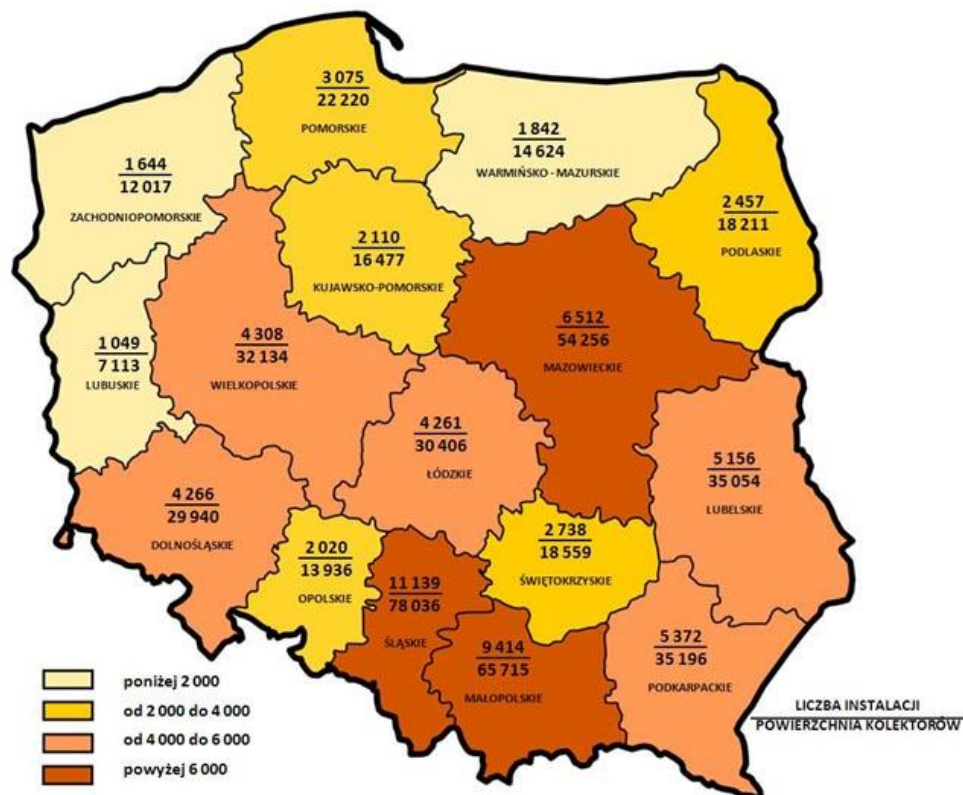 3 075
22 220
POMORSKIE
1 842
14 624
WARMIŃSKO - MAZURSKIE
1 644
12 017
ZACHODNIOPOMORSKIE
2 457
18 211
PODLASKIE
2 110
16 477
KUJAWSKO-POMORSKIE
6 512
54 256
MAZOWIECKIE
1 049
7 113
LUBUSKIE
4 308
32 134
WIELKOPOLSKIE
4 261
30 406
ŁÓDZKIE
5 156
35 054
LUBELSKIE
4 266
29 940
DOLNOŚLĄSKIE
2 020
13 936
OPOLSKIE
2 738
18 559
ŚWIĘTOKRZYSKIE
11 139
78 036
ŚLĄSKIE
9 414
65 715
MAŁOPOLSKIE
5 372
35 196
PODKARPACKIE
poniżej 2 000
od 2 000 do 4 000
od 4 000 do 6 000
powyżej 6 000
LICZBA INSTALACJI
POWIERZCHNIA KOLEKTORÓW